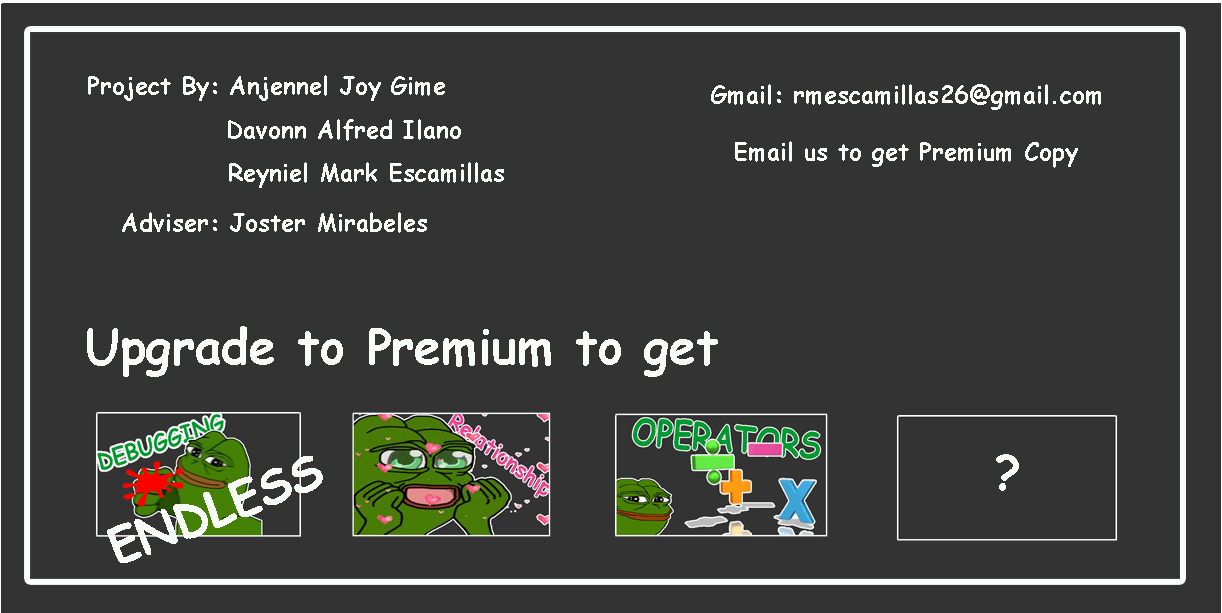 Project By: Anjennel Joy Gime
Davonn Alfred Ilano
Reyniel Mark Escamillas
Adviser: Joster Mirabeles
Gmail: rmescamillas26@gmail.com
Email us to get Premium Copy
Upgrade to Premium to get
DEBUGGING
ENDLESS
Relationship
OPERATORS
?